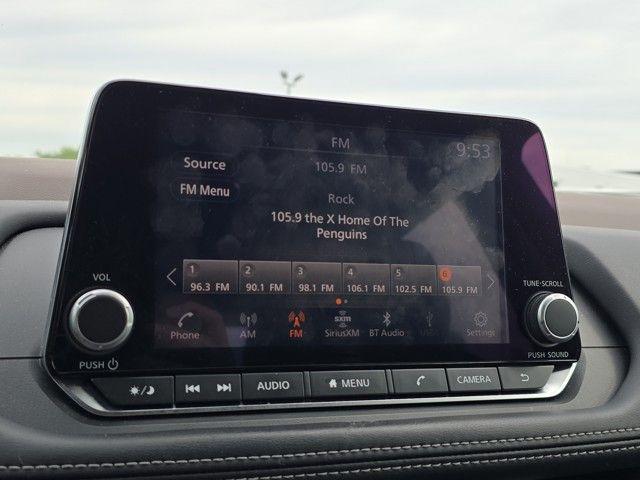 FM
9:53
Source
105.9 FM
FM Menu
Rock
105.9 the X Home Of The
Penguins
1 2 3 4 5 6
96.3 FM 90.1 FM 98.1 FM 106.1 FM 102.5 FM 105.9 FM
Phone AM FM SiriusXM BT Audio USB Settings
VOL
PUSH
TUNE·SCROLL
PUSH SOUND
AUDIO MENU CAMERA